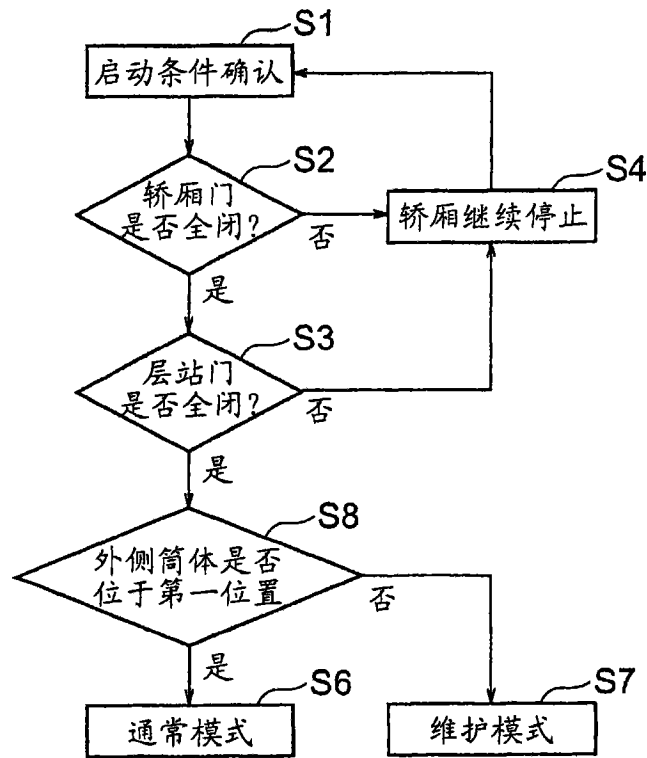 S1
启动条件确认
S2
轿厢门
是否全闭?
否
是
S4
轿厢继续停止
S3
层站门
是否全闭?
否
是
S8
外侧筒体是否
位于第一位置
否
是
S6
通常模式
S7
维护模式